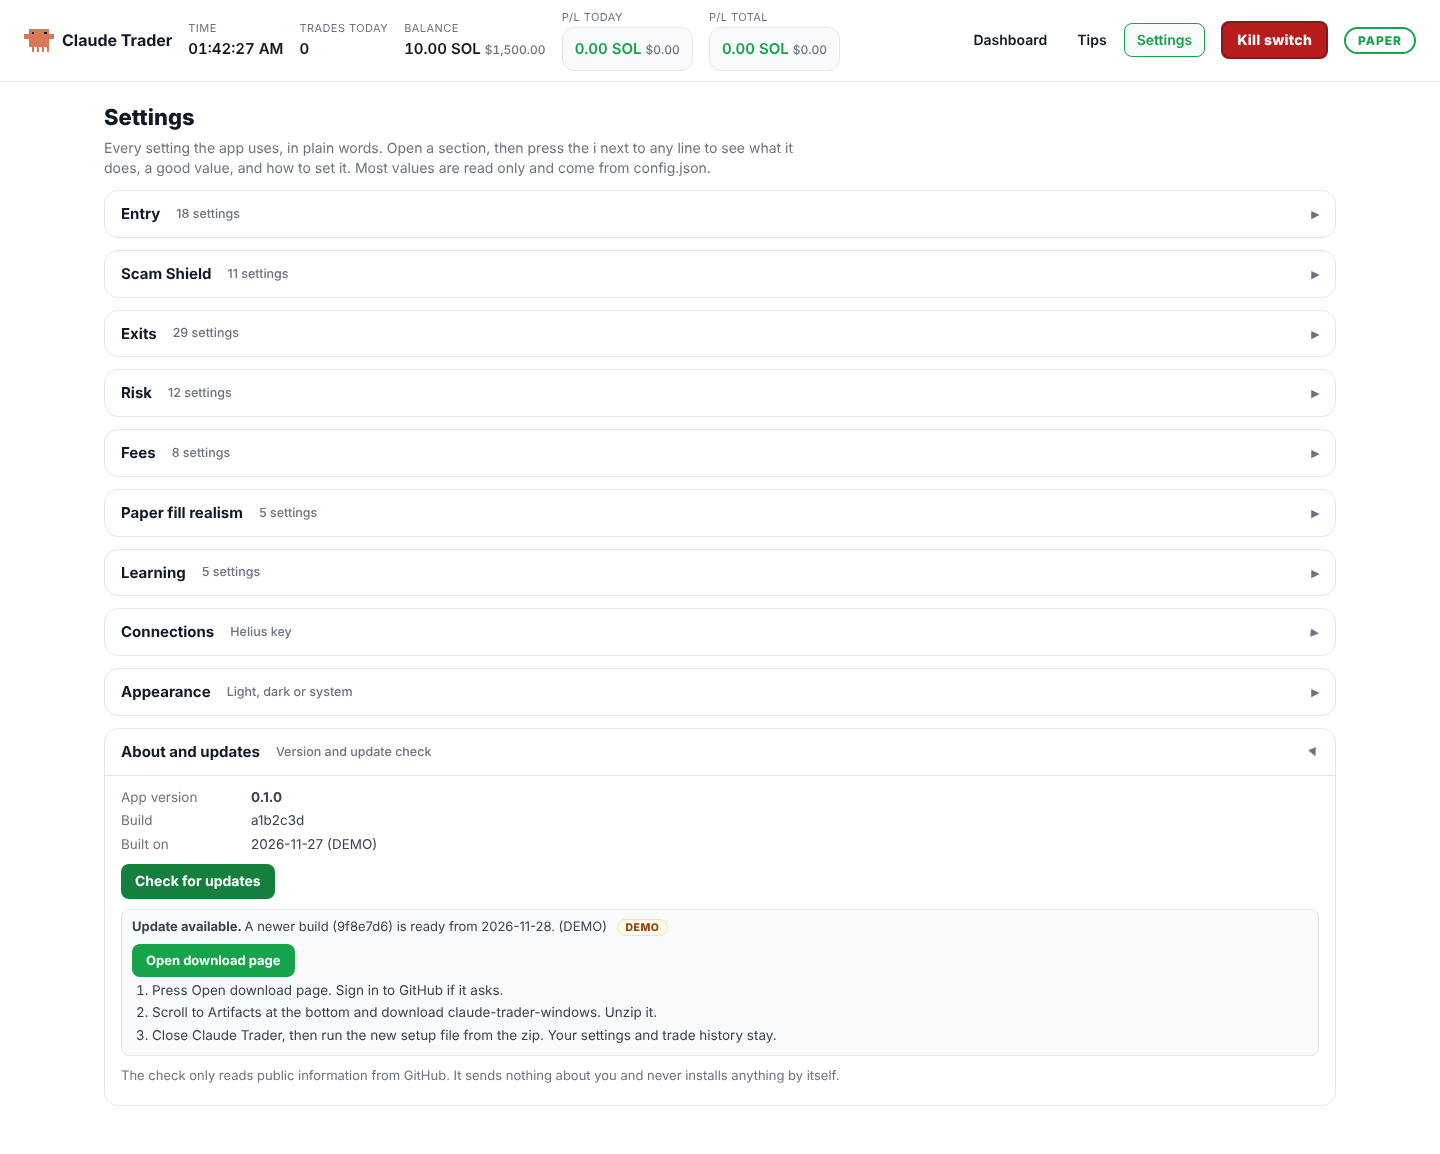 Claude Trader
TIME
01:42:27 AM
TRADES TODAY
0
BALANCE
10.00 SOL $1,500.00
P/L TODAY
0.00 SOL $0.00
P/L TOTAL
0.00 SOL $0.00
Dashboard
Tips
Settings
Kill switch
PAPER
Settings
Every setting the app uses, in plain words. Open a section, then press the i next to any line to see what it
does, a good value, and how to set it. Most values are read only and come from config.json.
Entry 18 settings
Scam Shield 11 settings
Exits 29 settings
Risk 12 settings
Fees 8 settings
Paper fill realism 5 settings
Learning 5 settings
Connections Helius key
Appearance Light, dark or system
About and updates Version and update check
App version 0.1.0
Build a1b2c3d
Built on 2026-11-27 (DEMO)
Check for updates
Update available. A newer build (9f8e7d6) is ready from 2026-11-28. (DEMO) DEMO
Open download page
1. Press Open download page. Sign in to GitHub if it asks.
2. Scroll to Artifacts at the bottom and download claude-trader-windows. Unzip it.
3. Close Claude Trader, then run the new setup file from the zip. Your settings and trade history stay.
The check only reads public information from GitHub. It sends nothing about you and never installs anything by itself.